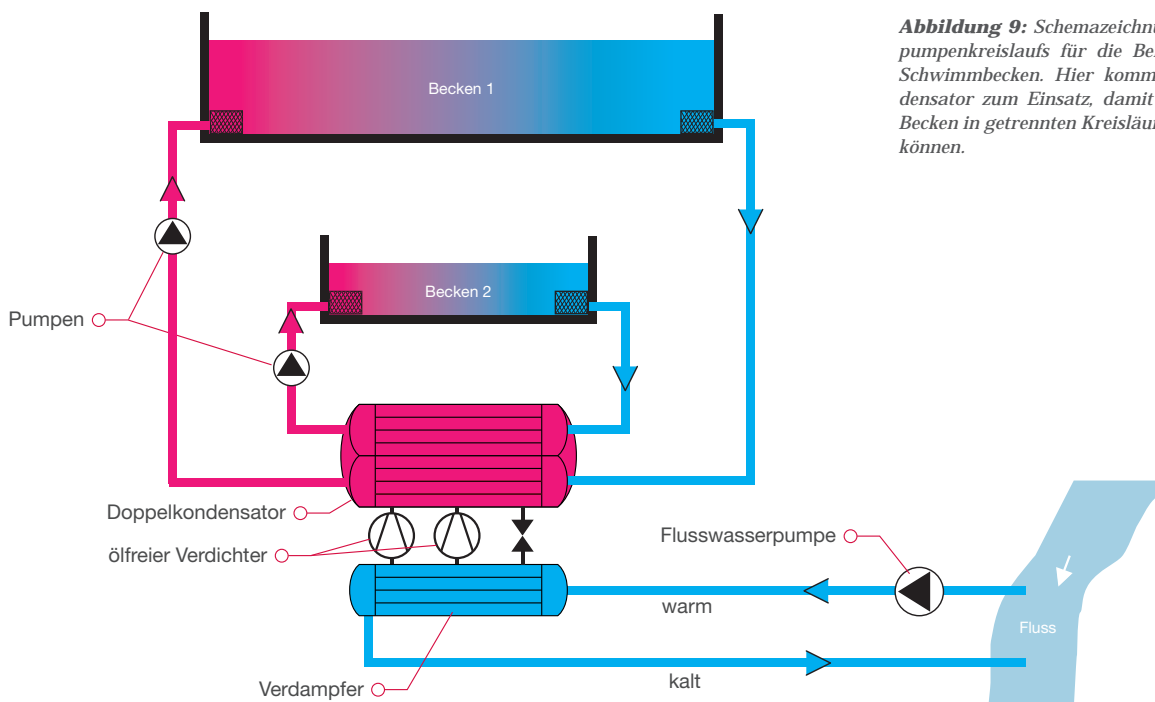 Abbildung 9: Schemazeichnu
pumpenkreislaufs für die Be
Schwimmbecken. Hier komm
densator zum Einsatz, damit
Becken in getrennten Kreisläu
können.
Becken 1
Becken 2
Pumpen
Doppelkondensator
ölfreier Verdichter
Flusswasserpumpe
warm
Fluss
kalt
Verdampfer